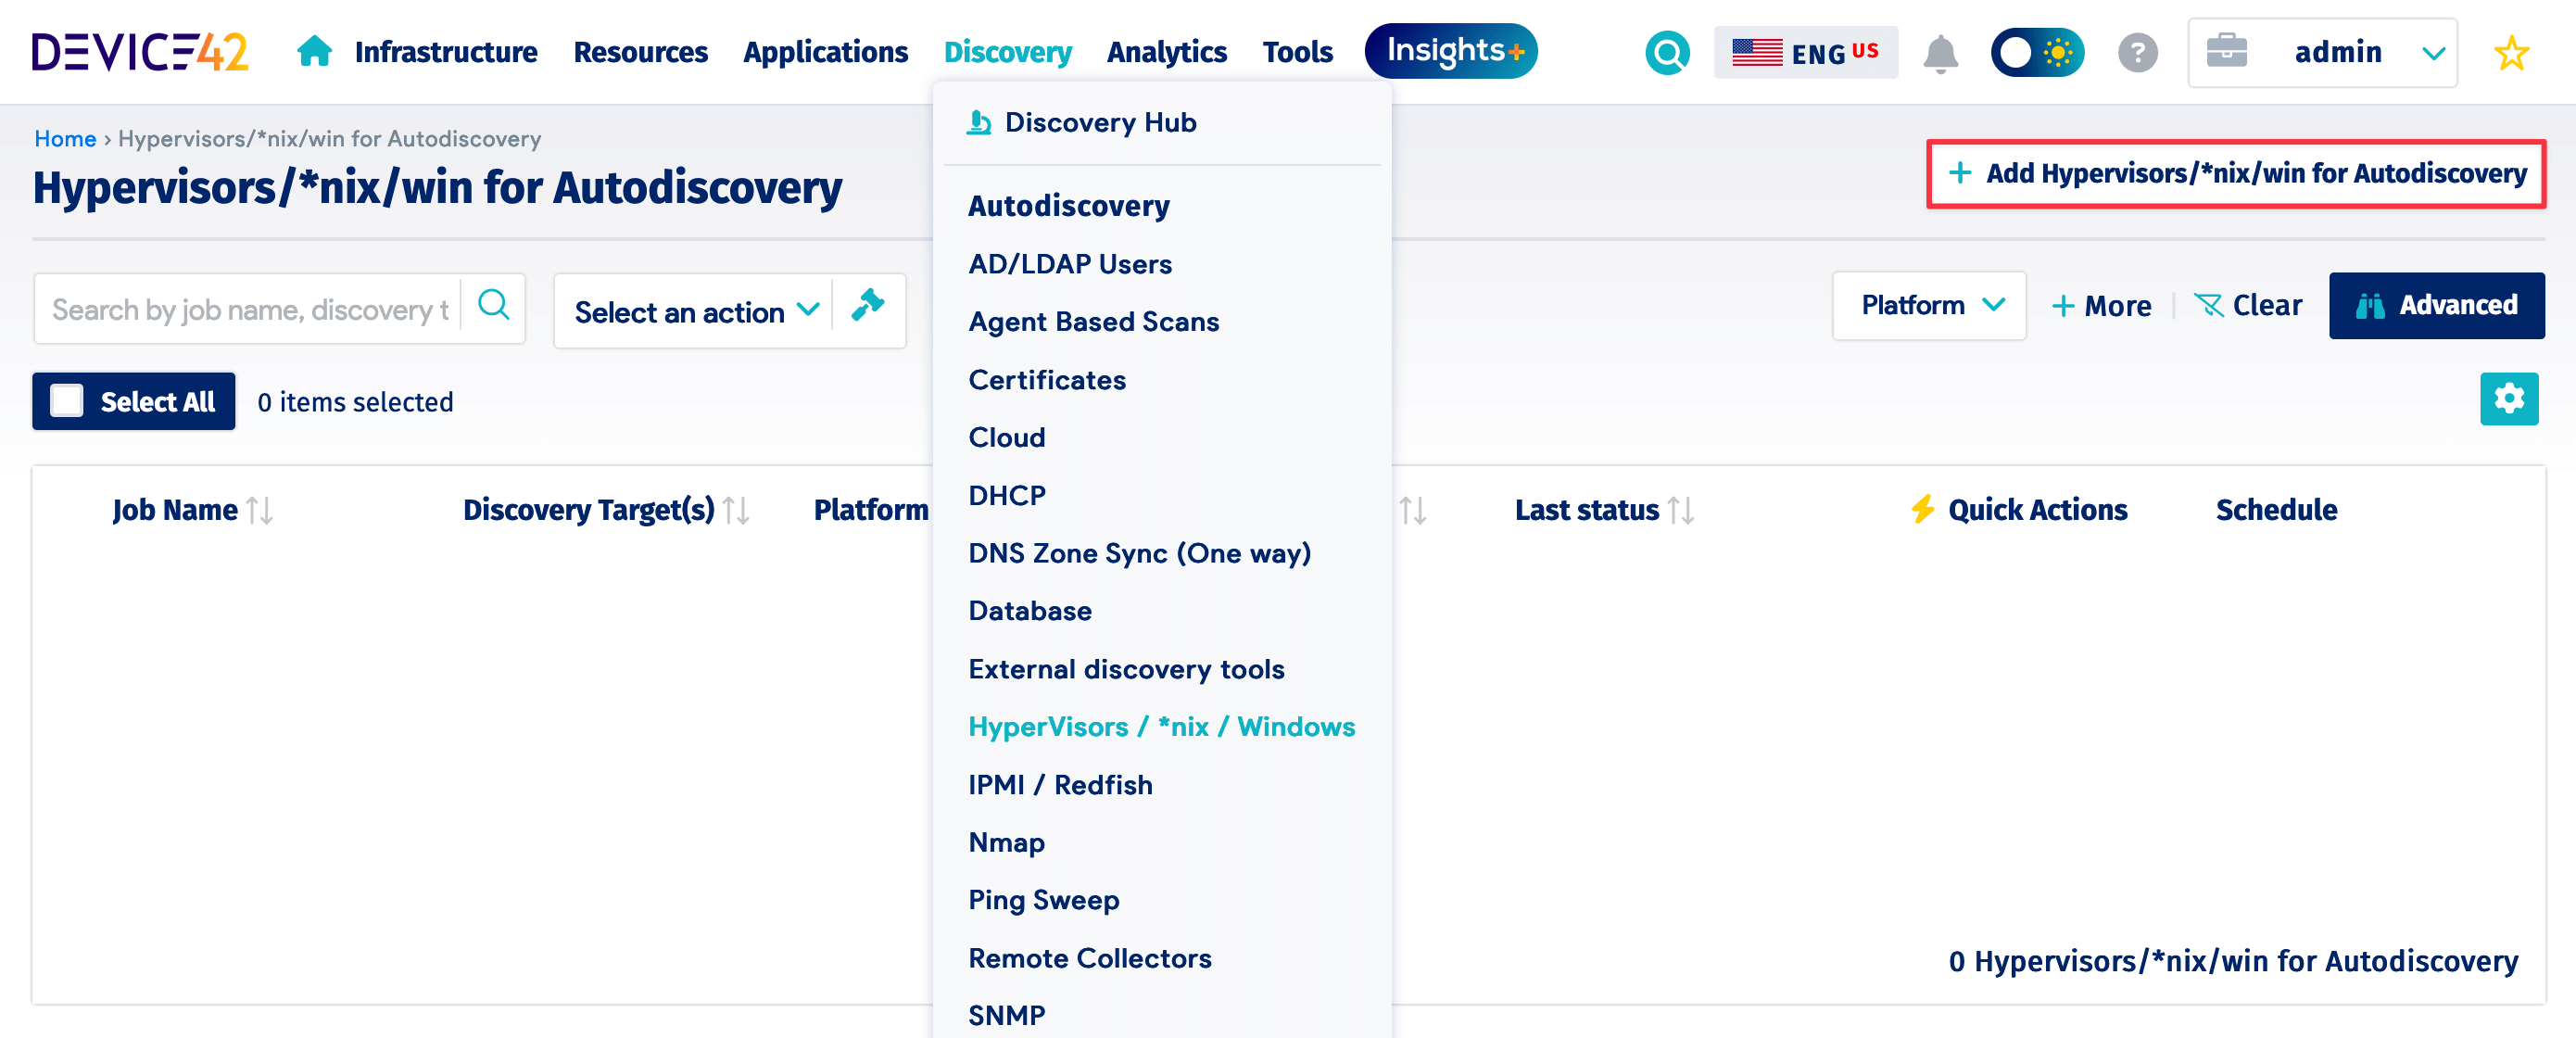 DEVICE42
Infrastructure Resources Applications Discovery Analytics Tools Insights+ ENG US ? admin
Home › Hypervisors/*nix/win for Autodiscovery
Hypervisors/*nix/win for Autodiscovery
+ Add Hypervisors/*nix/win for Autodiscovery
Search by job name, discovery t
Select an action
Platform
+ More
Clear
Advanced
Select All
0 items selected
Job Name Discovery Target(s) Platform Last status Quick Actions Schedule
0 Hypervisors/*nix/win for Autodiscovery
Discovery Hub
Autodiscovery
AD/LDAP Users
Agent Based Scans
Certificates
Cloud
DHCP
DNS Zone Sync (One way)
Database
External discovery tools
HyperVisors / *nix / Windows
IPMI / Redfish
Nmap
Ping Sweep
Remote Collectors
SNMP